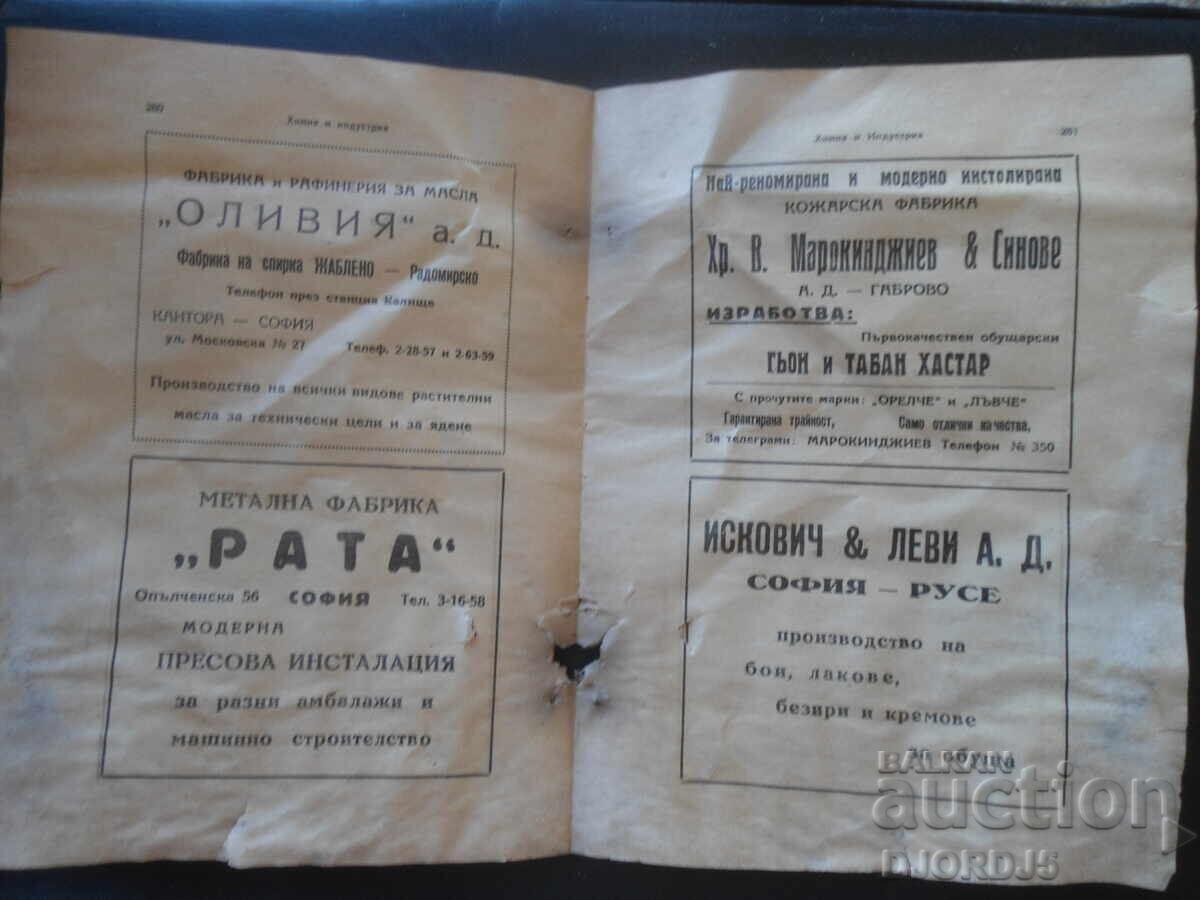 260
Химия и индустрия
ФАБРИКА и РАФИНЕРИЯ ЗА МАСЛА
„ОЛИВИЯ“ а. д.
Фабрика на спирка ЖАБЛЕНО — Радомирско
Телефон през станция Калище
КАНТОРА — СОФИЯ
ул. Московска № 27 Телеф. 2-28-57 и 2-63-59
Производство на всички видове растителни
масла за технически цели и за ядене
МЕТАЛНА ФАБРИКА
„РАТА“
Опълченска 56 СОФИЯ Тел. 3-16-58
МОДЕРНА
ПРЕСОВА ИНСТАЛАЦИЯ
за разни амбалажи и
машинно строителство
Химия и Индустрия 261
Най-реномирана и модерно инсталирана
КОЖАРСКА ФАБРИКА
Хр. В. Марокинджиев & Синове
А. Д. — ГАБРОВО
ИЗРАБОТВА:
Първокачествен обущарски
ГЬОН и ТАБАН ХАСТАР
С прочутите марки: „ОРЕЛЧЕ“ и „ЛЪВЧЕ“
Гарантирана трайност, Само отлични качества,
За телеграми: МАРОКИНДЖИЕВ Телефон № 350
ИСКОВИЧ & ЛЕВИ А. Д.
СОФИЯ — РУСЕ
производство на
бои, лакове,
безири и кремове
за обуща
BALKAN
auction
DJORDJ5